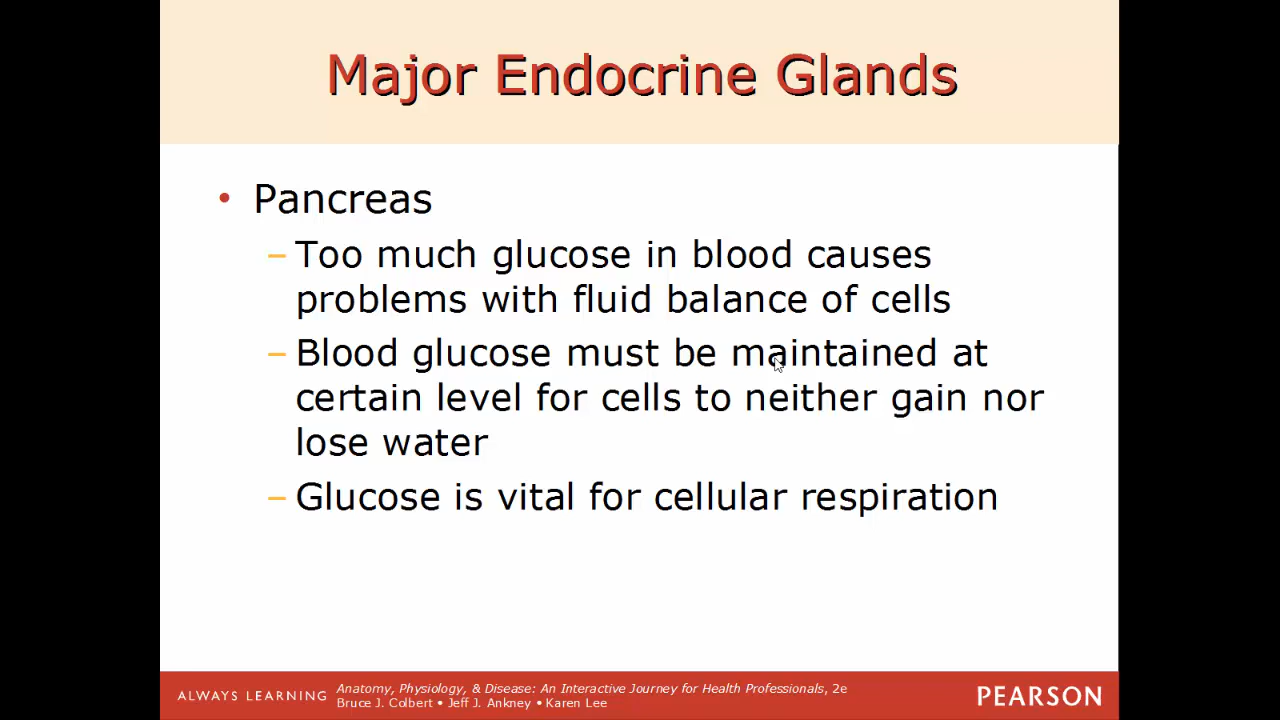 Major Endocrine Glands
• Pancreas
– Too much glucose in blood causes
problems with fluid balance of cells
– Blood glucose must be maintained at
certain level for cells to neither gain nor
lose water
– Glucose is vital for cellular respiration
ALWAYS LEARNING
Anatomy, Physiology, & Disease: An Interactive Journey for Health Professionals, 2e
Bruce J. Colbert • Jeff J. Ankney • Karen Lee
PEARSON